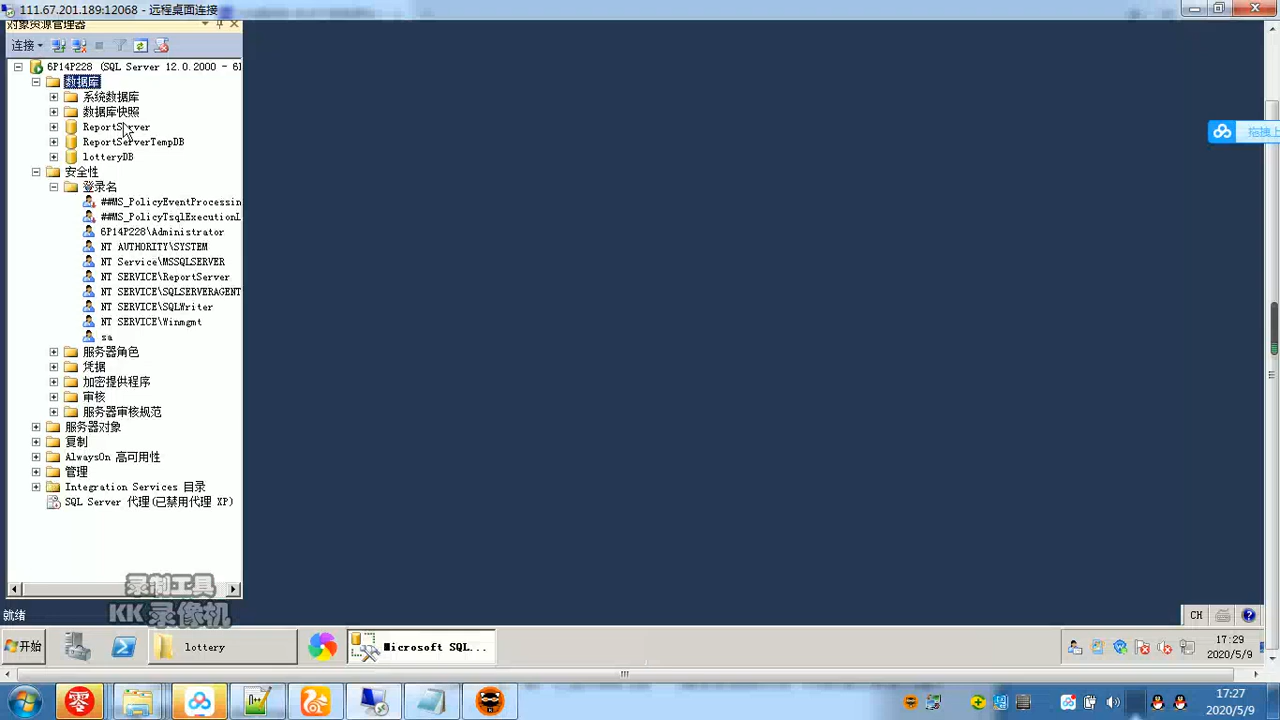 111.67.201.189:12068 - 远程桌面连接
对象资源管理器
连接
6P14P228 (SQL Server 12.0.2000 - 6
数据库
系统数据库
数据库快照
ReportServer
ReportServerTempDB
lotteryDB
安全性
登录名
##MS_PolicyEventProcessin
##MS_PolicyTsqlExecutionL
6P14P228\Administrator
NT AUTHORITY\SYSTEM
NT Service\MSSQLSERVER
NT SERVICE\ReportServer
NT SERVICE\SQLSERVERAGENT
NT SERVICE\SQLWriter
NT SERVICE\Winmgmt
sa
服务器角色
凭据
加密提供程序
审核
服务器审核规范
服务器对象
复制
AlwaysOn 高可用性
管理
Integration Services 目录
SQL Server 代理(已禁用代理 XP)
拖拽上
录制工具
KK 录像机
就绪
CH
开始
lottery
Microsoft SQL...
17:29
2020/5/9
零
17:27
2020/5/9